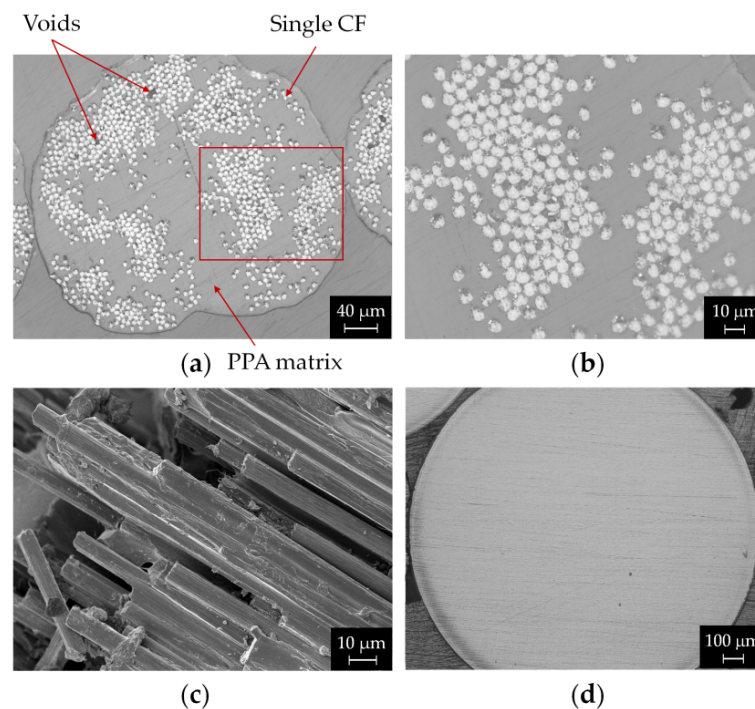 Voids
Single CF
40 μm
10 μm
(a)
PPA matrix
(b)
10 μm
100 μm
(c)
(d)